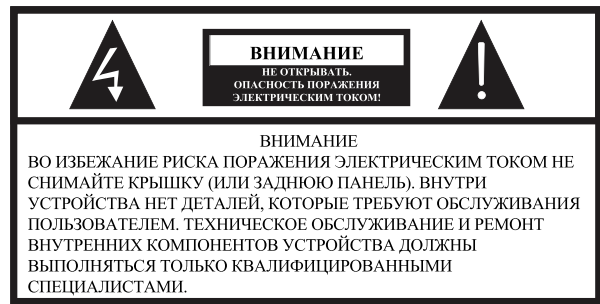 ВНИМАНИЕ
НЕ ОТКРЫВАТЬ.
ОПАСНОСТЬ ПОРАЖЕНИЯ
ЭЛЕКТРИЧЕСКИМ ТОКОМ!
ВНИМАНИЕ
ВО ИЗБЕЖАНИЕ РИСКА ПОРАЖЕНИЯ ЭЛЕКТРИЧЕСКИМ ТОКОМ НЕ
СНИМАЙТЕ КРЫШКУ (ИЛИ ЗАДНЮЮ ПАНЕЛЬ). ВНУТРИ
УСТРОЙСТВА НЕТ ДЕТАЛЕЙ, КОТОРЫЕ ТРЕБУЮТ ОБСЛУЖИВАНИЯ
ПОЛЬЗОВАТЕЛЕМ. ТЕХНИЧЕСКОЕ ОБСЛУЖИВАНИЕ И РЕМОНТ
ВНУТРЕННИХ КОМПОНЕНТОВ УСТРОЙСТВА ДОЛЖНЫ
ВЫПОЛНЯТЬСЯ ТОЛЬКО КВАЛИФИЦИРОВАННЫМИ
СПЕЦИАЛИСТАМИ.